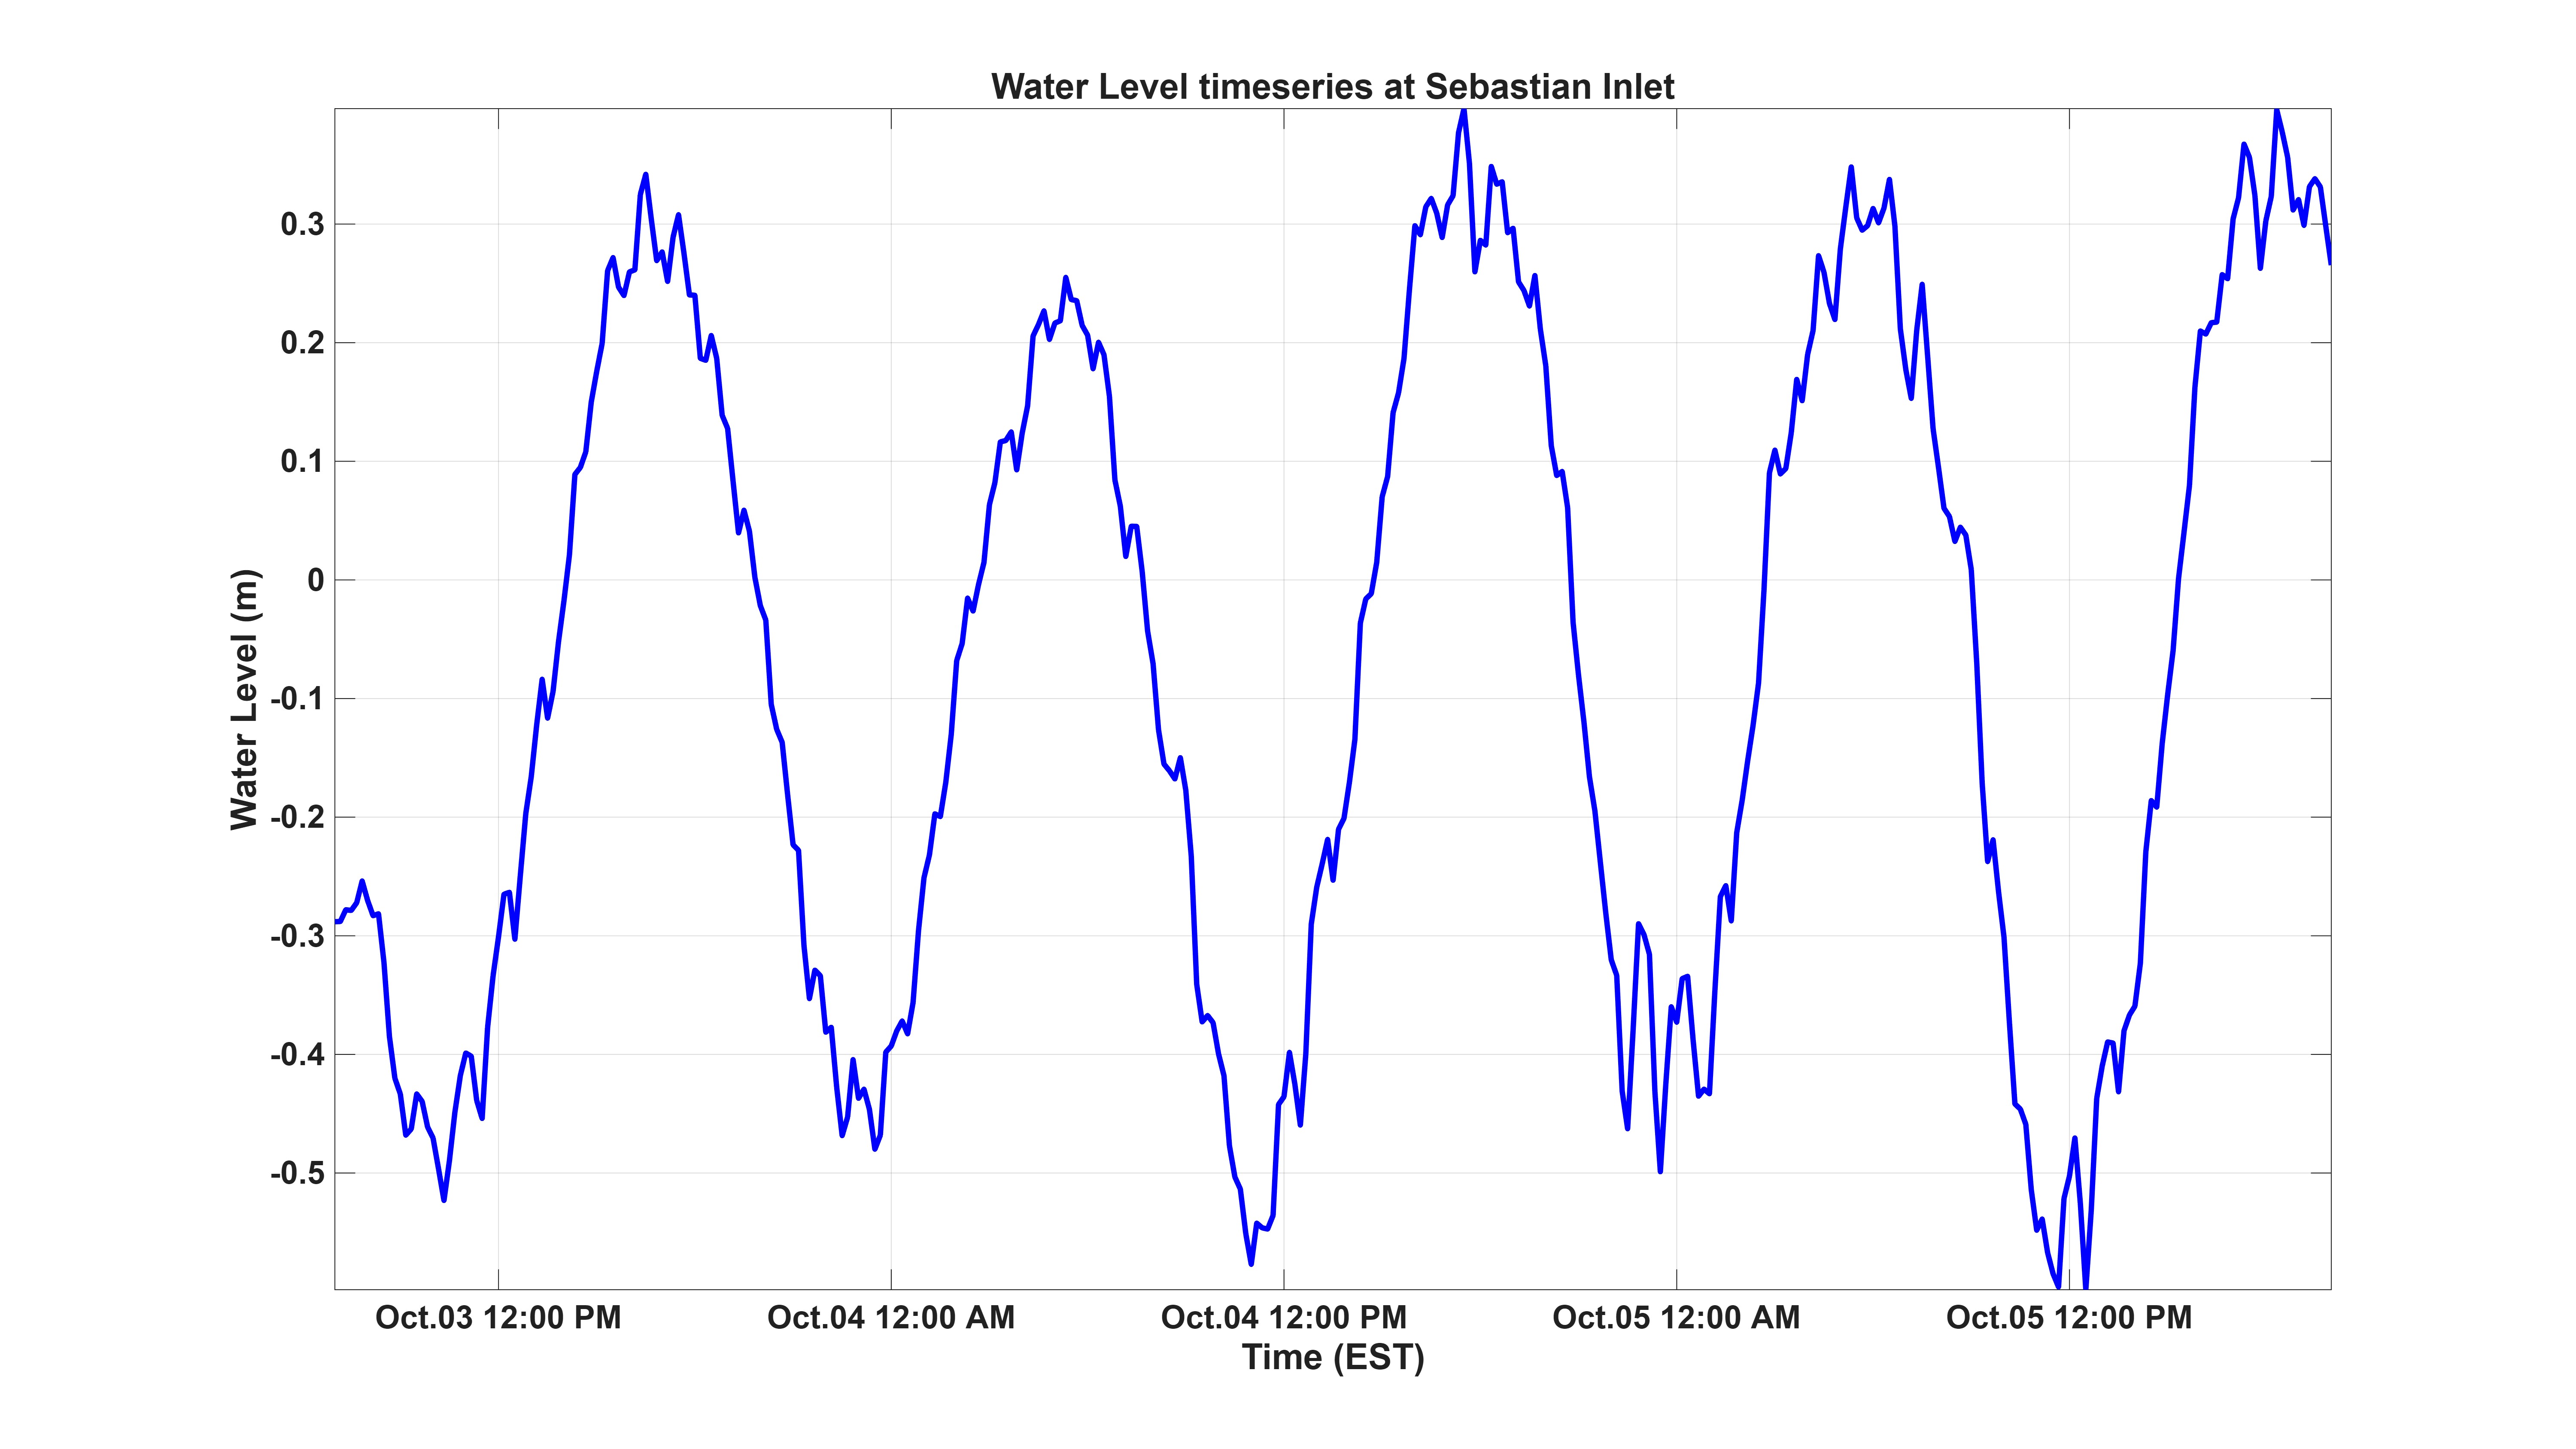 Water Level timeseries at Sebastian Inlet
Water Level (m)
0.3
0.2
0.1
0
-0.1
-0.2
-0.3
-0.4
-0.5
Oct.03 12:00 PM
Oct.04 12:00 AM
Oct.04 12:00 PM
Oct.05 12:00 AM
Oct.05 12:00 PM
Time (EST)